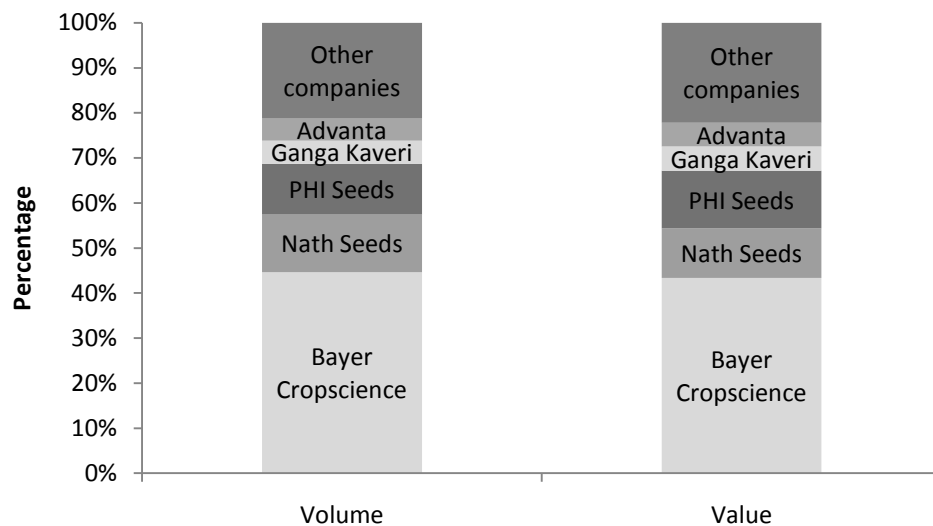 100%
90%
80%
70%
60%
50%
40%
30%
20%
10%
0%
Percentage
Other
companies
Advanta
Ganga Kaveri
PHI Seeds
Nath Seeds
Bayer
Cropscience
Other
companies
Advanta
Ganga Kaveri
PHI Seeds
Nath Seeds
Bayer
Cropscience
Volume
Value